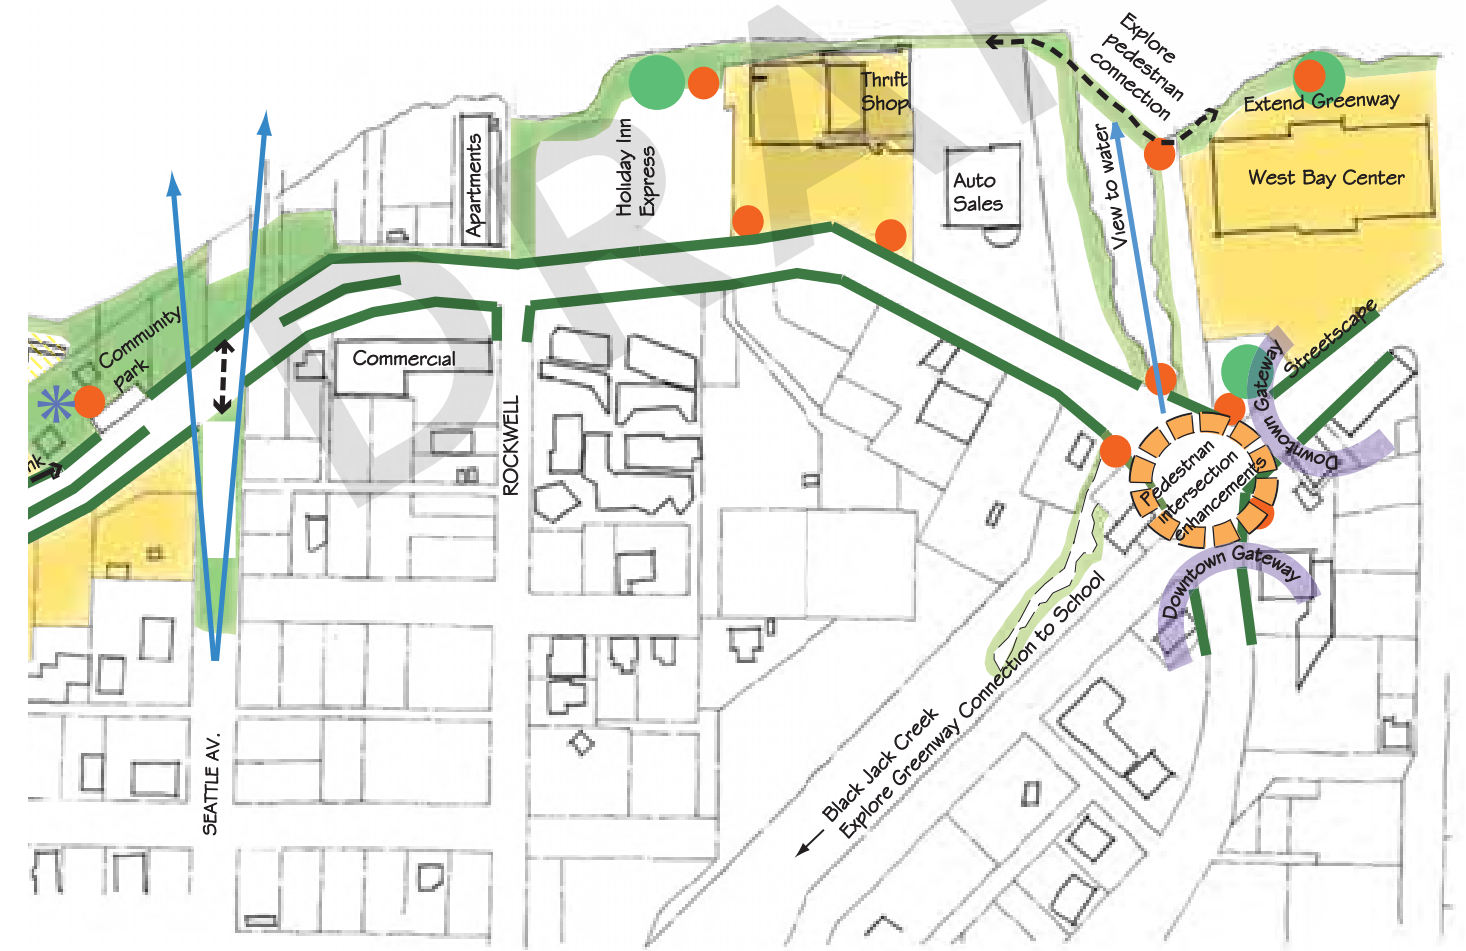 Explore
pedestrian
connection
Thrift
Shop
Extend Greenway
West Bay Center
Holiday Inn
Express
Apartments
Auto
Sales
View to water
Community
park
Commercial
Streetscape
Downtown Gateway
Downtown
Pedestrian
intersection
enhancements
ROCKWELL
Downtown Gateway
nk
SEATTLE AV.
Black Jack Creek
Explore Greenway Connection to School
DRAF